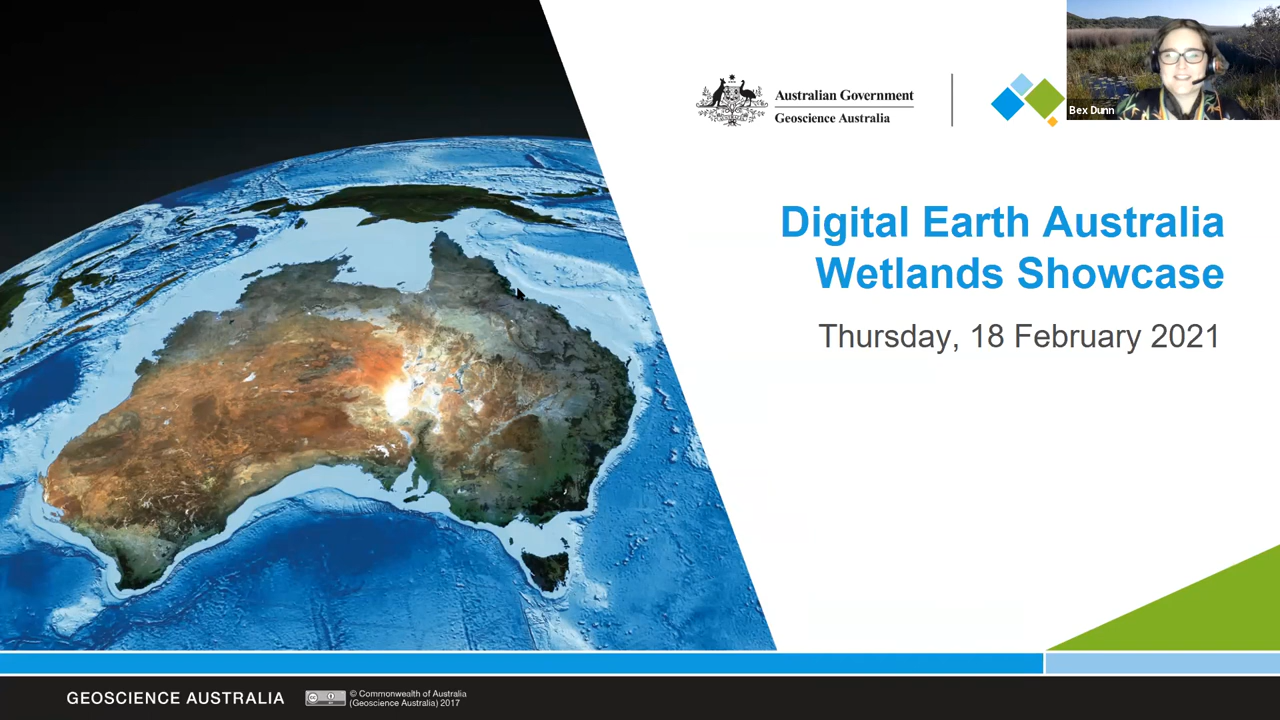 Australian Government
Geoscience Australia
Bex Dunn
Digital Earth Australia
Wetlands Showcase
Thursday, 18 February 2021
GEOSCIENCE AUSTRALIA
© Commonwealth of Australia
(Geoscience Australia) 2017